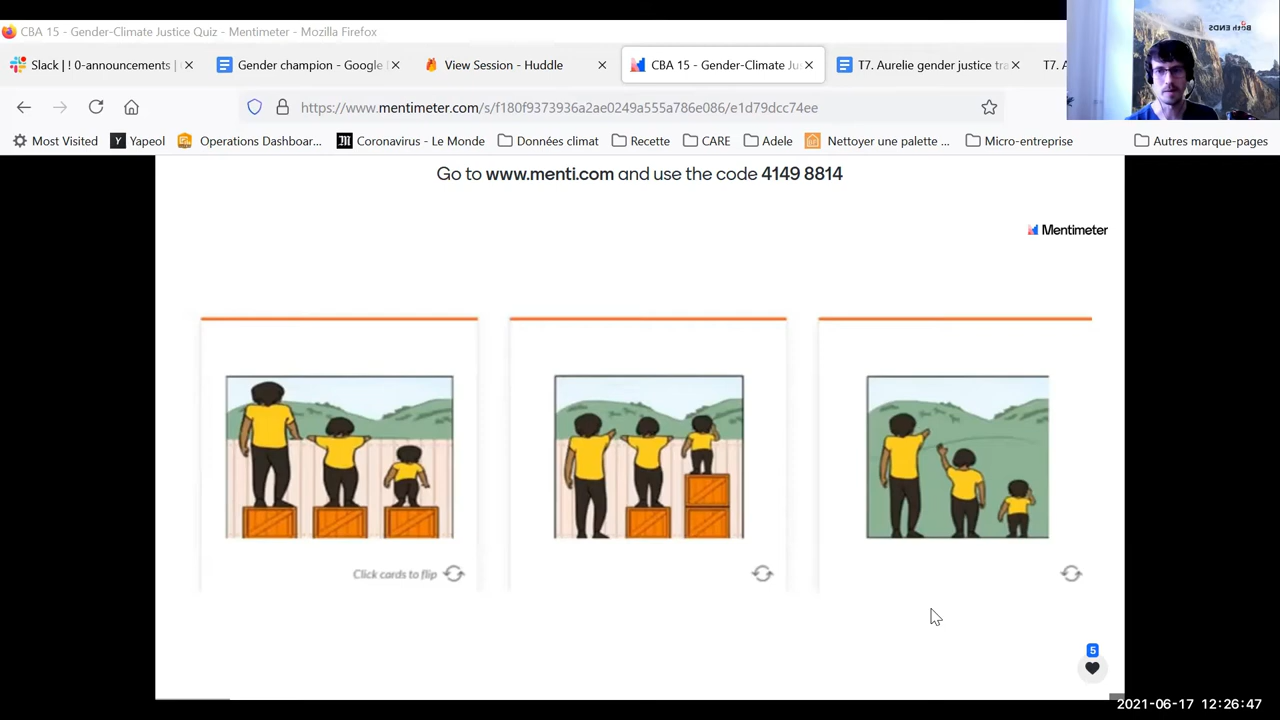 CBA 15 - Gender-Climate Justice Quiz - Mentimeter - Mozilla Firefox
Slack | ! 0-announcements |
Gender champion - Google
View Session - Huddle
CBA 15 - Gender-Climate Ju
T7. Aurelie gender justice tra
T7. A
https://www.mentimeter.com/s/f180f9373936a2ae0249a555a786e086/e1d79dcc74ee
Most Visited
Yapeol
Operations Dashboar...
Coronavirus - Le Monde
Données climat
Recette
CARE
Adele
Nettoyer une palette ...
Micro-entreprise
Autres marque-pages
Both ENDS
Go to www.menti.com and use the code 4149 8814
Mentimeter
Click cards to flip
5
2021-06-17 12:26:47